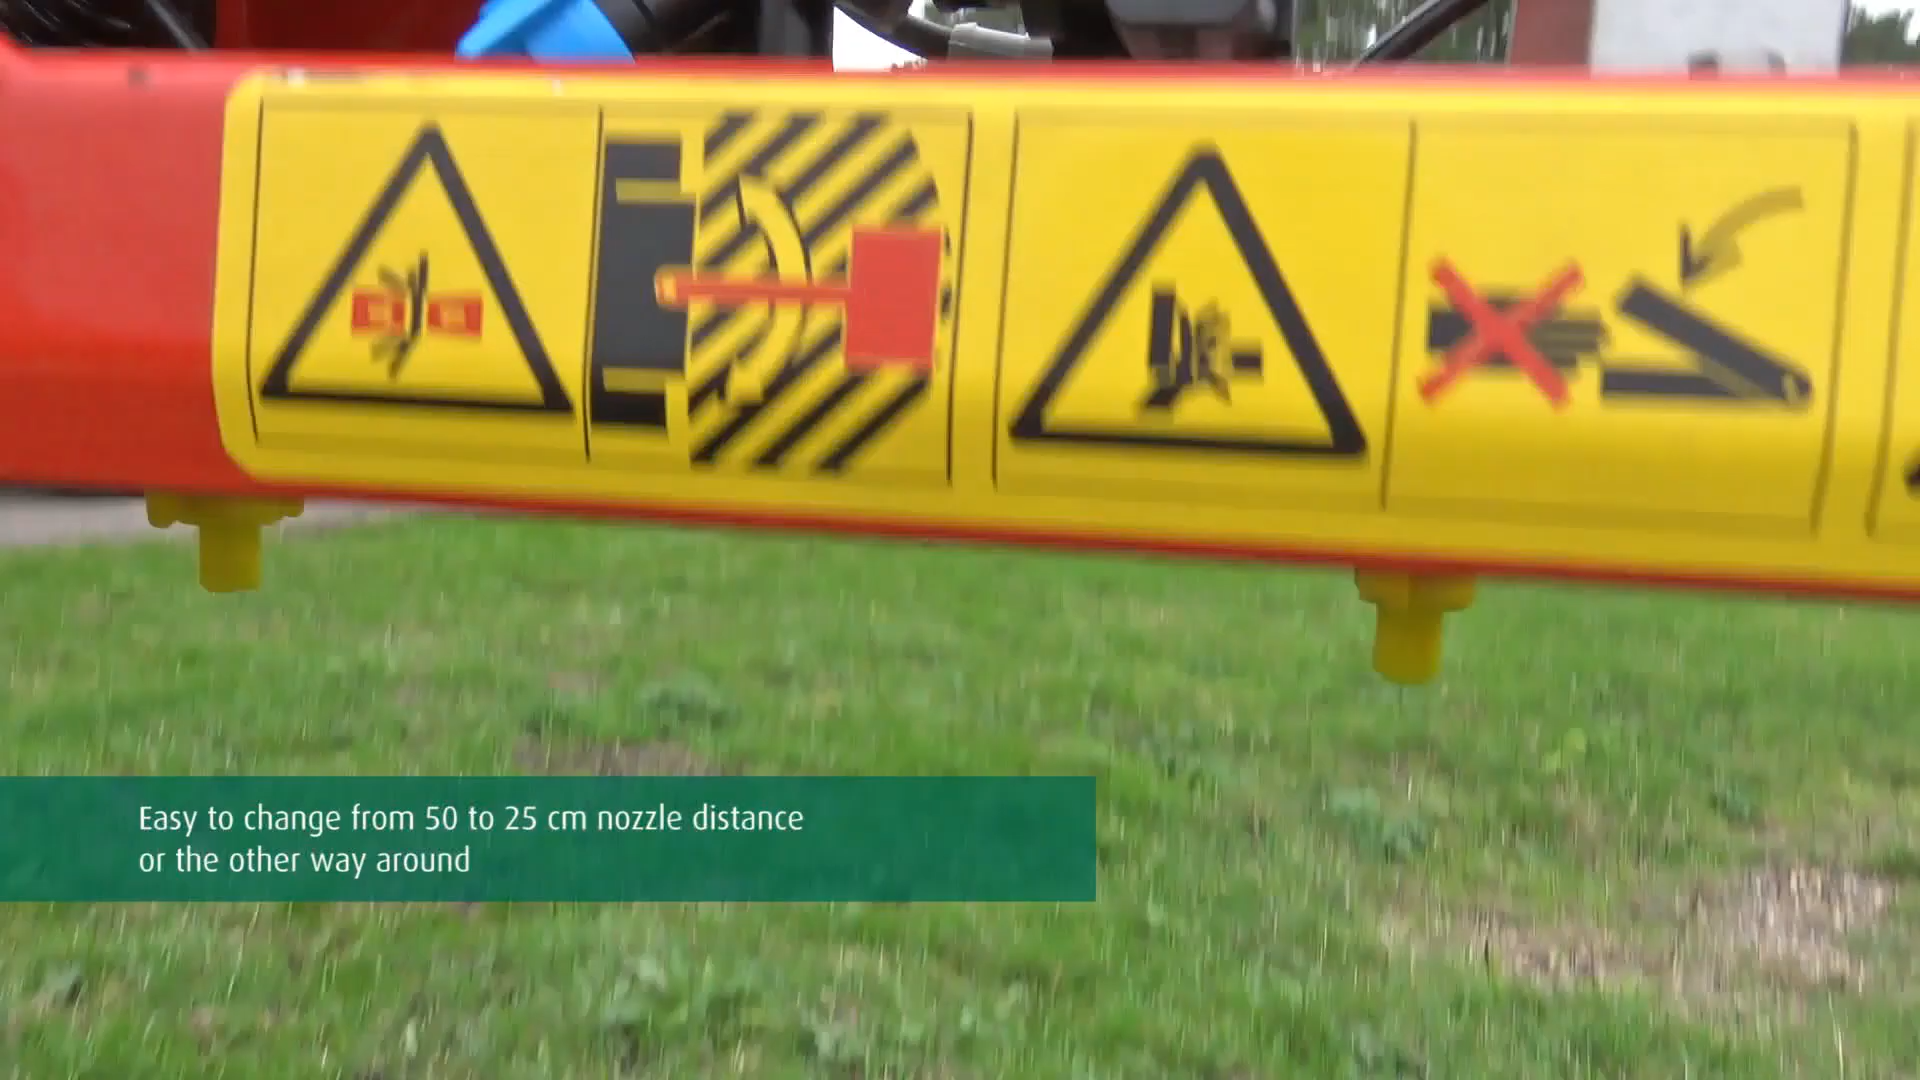 Easy to change from 50 to 25 cm nozzle distance
or the other way around